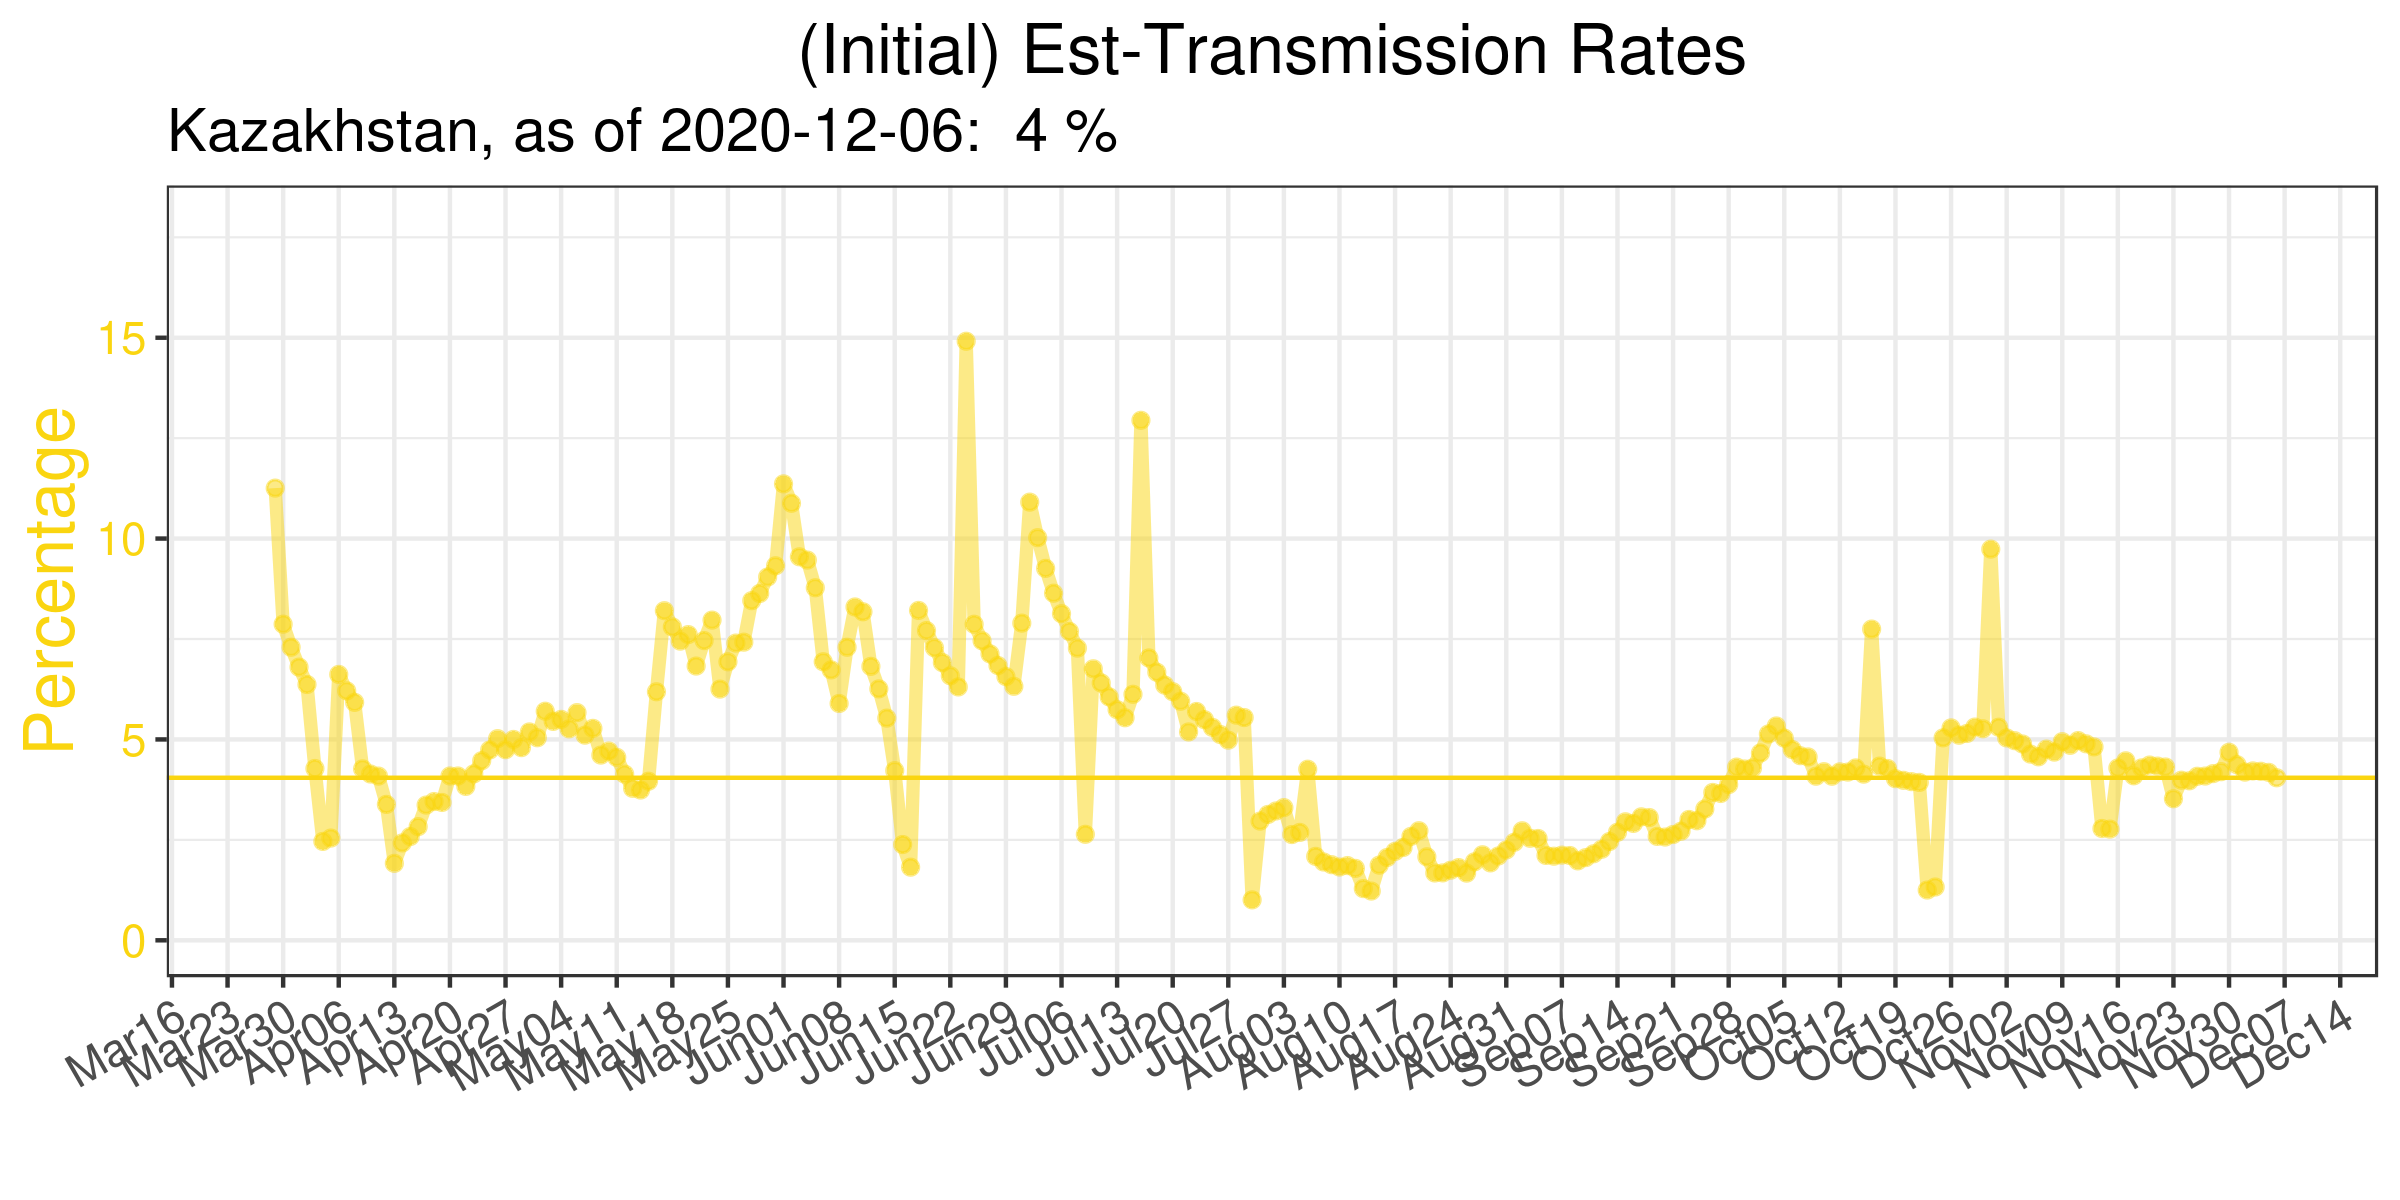 (Initial) Est-Transmission Rates
Kazakhstan, as of 2020-12-06:  4 %
Percentage
15
10
5
0
Mar16
Mar23
Mar30
Apr06
Apr13
Apr20
Apr27
May04
May11
May18
May25
Jun01
Jun08
Jun15
Jun22
Jun29
Jul06
Jul13
Jul20
Jul27
Aug03
Aug10
Aug17
Aug24
Aug31
Sep07
Sep14
Sep21
Sep28
Oct05
Oct12
Oct19
Oct26
Nov02
Nov09
Nov16
Nov23
Nov30
Dec07
Dec14